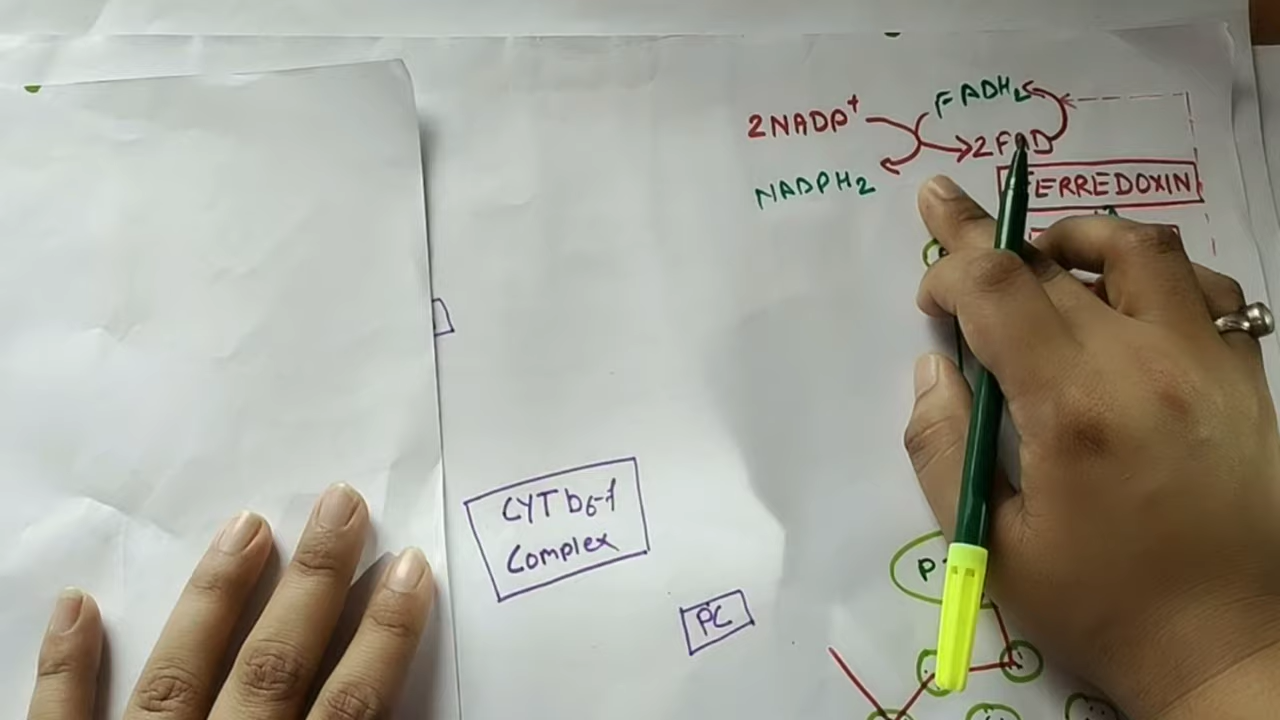 FADH2
2NADP+
2FAD
NADPH2
FERREDOXIN
CYT b6-f
Complex
PC
P